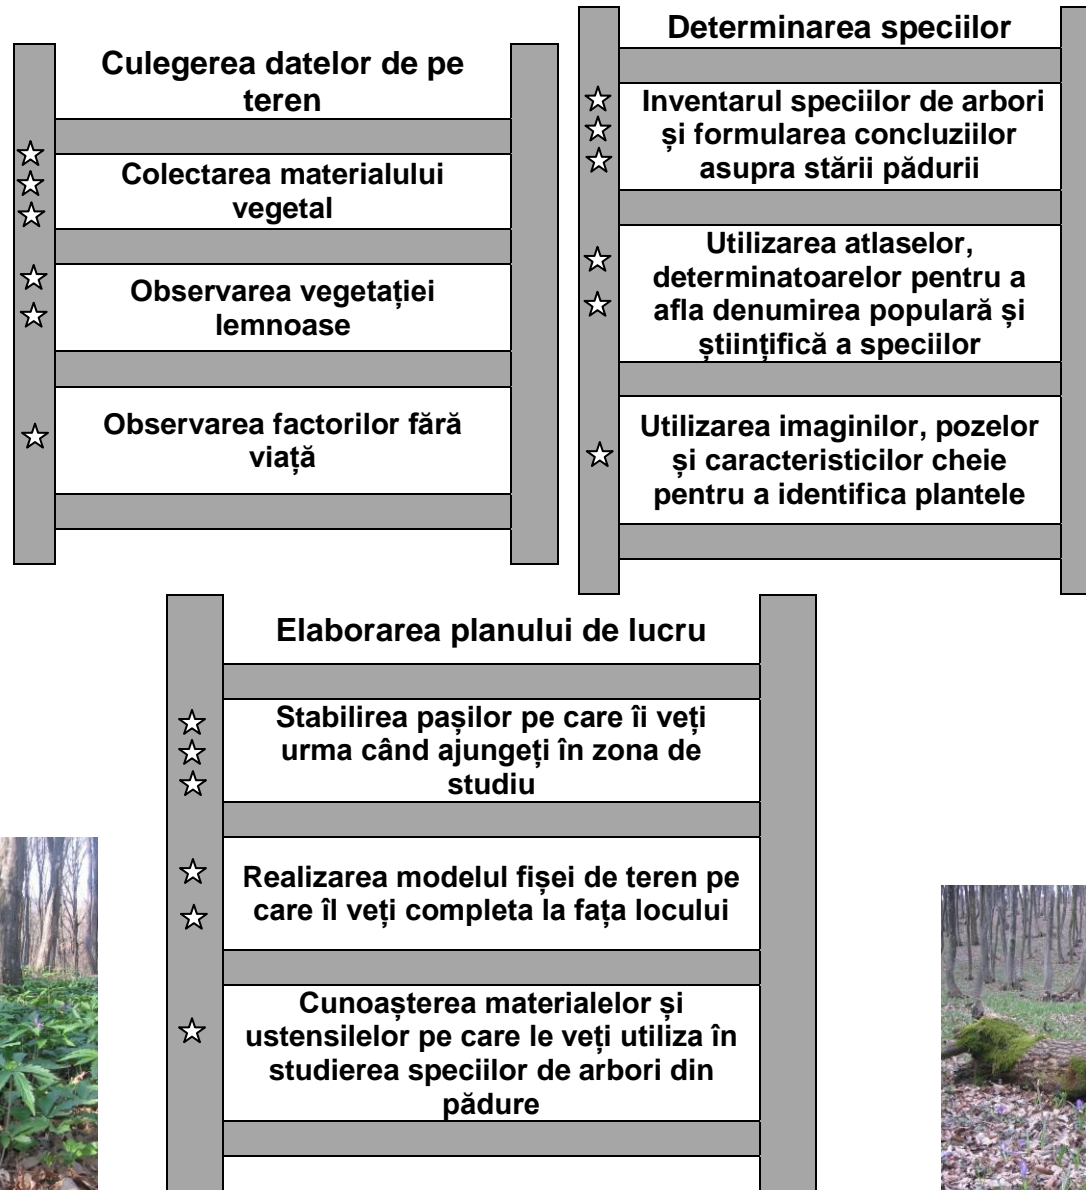 Culegerea datelor de pe
teren
Colectarea materialului
vegetal
Observarea vegetației
lemnoase
Observarea factorilor fără
viață
Determinarea speciilor
Inventarul speciilor de arbori
și formularea concluziilor
asupra stării pădurii
Utilizarea atlaselor,
determinatoarelor pentru a
afla denumirea populară și
științifică a speciilor
Utilizarea imaginilor, pozelor
și caracteristicilor cheie
pentru a identifica plantele
Elaborarea planului de lucru
Stabilirea pașilor pe care îi veți
urma când ajungeți în zona de
studiu
Realizarea modelul fișei de teren pe
care îl veți completa la fața locului
Cunoașterea materialelor și
ustensilelor pe care le veți utiliza în
studierea speciilor de arbori din
pădure